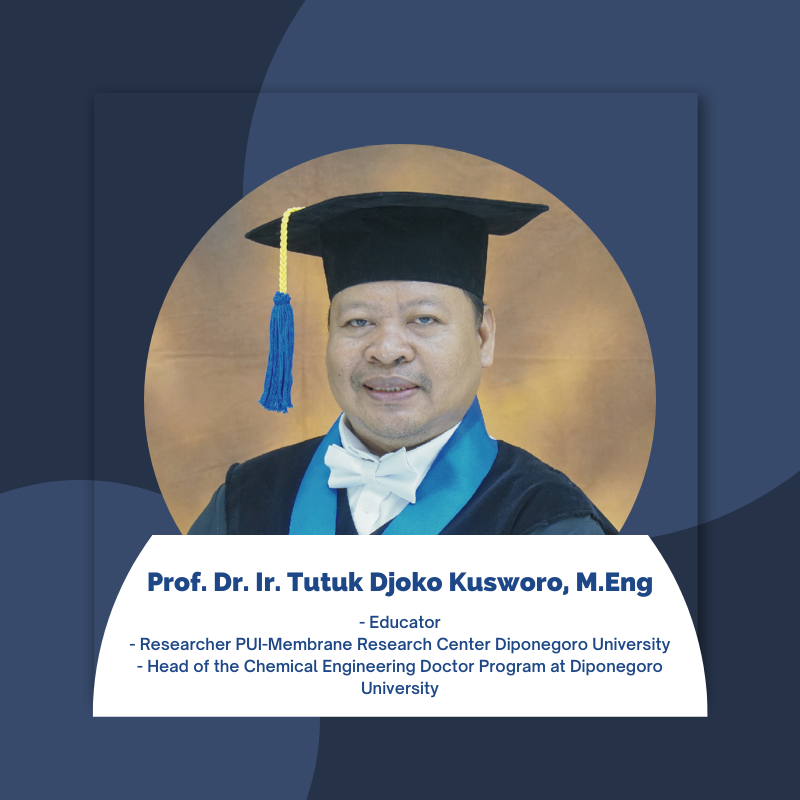 Prof. Dr. Ir. Tutuk Djoko Kusworo, M.Eng
- Educator
- Researcher PUI-Membrane Research Center Diponegoro University
- Head of the Chemical Engineering Doctor Program at Diponegoro
University